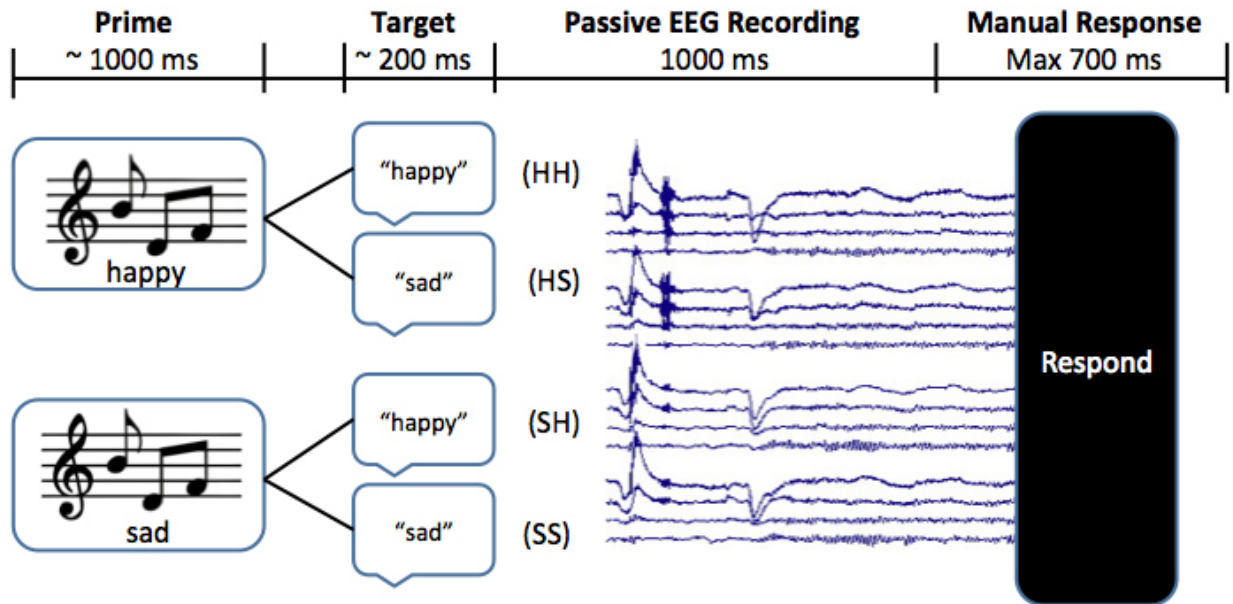 Prime Target Passive EEG Recording Manual Response
~ 1000 ms ~ 200 ms 1000 ms Max 700 ms
“happy” (HH)
happy
“sad” (HS)
Respond
“happy” (SH)
sad
“sad” (SS)